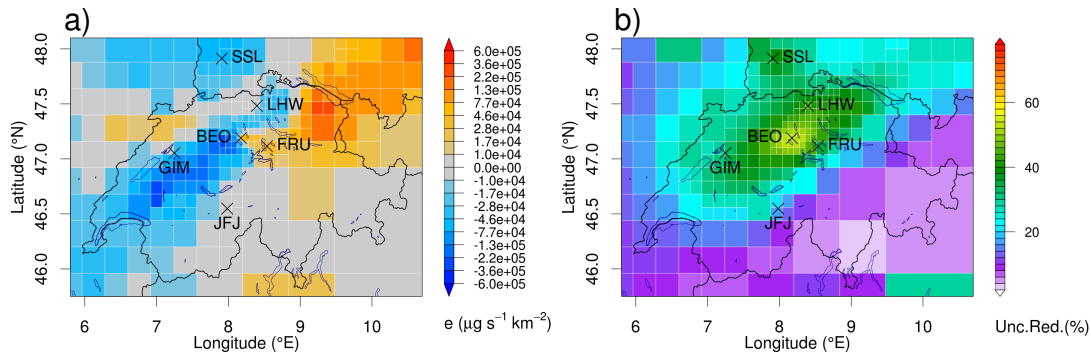 a)
48.0
47.5
47.0
46.5
46.0
Latitude (°N)
SSL
LHW
BEO
FRU
GIM
JFJ
6
7
8
9
10
Longitude (°E)
6.0e+05
3.6e+05
2.2e+05
1.3e+05
7.7e+04
4.6e+04
2.8e+04
1.7e+04
1.0e+04
0.0e+00
-1.0e+04
-1.7e+04
-2.8e+04
-4.6e+04
-7.7e+04
-1.3e+05
-2.2e+05
-3.6e+05
-6.0e+05
e (µg s⁻¹ km⁻²)
b)
48.0
47.5
47.0
46.5
46.0
Latitude (°N)
SSL
LHW
BEO
FRU
GIM
JFJ
6
7
8
9
10
Longitude (°E)
60
40
20
Unc.Red.(%)